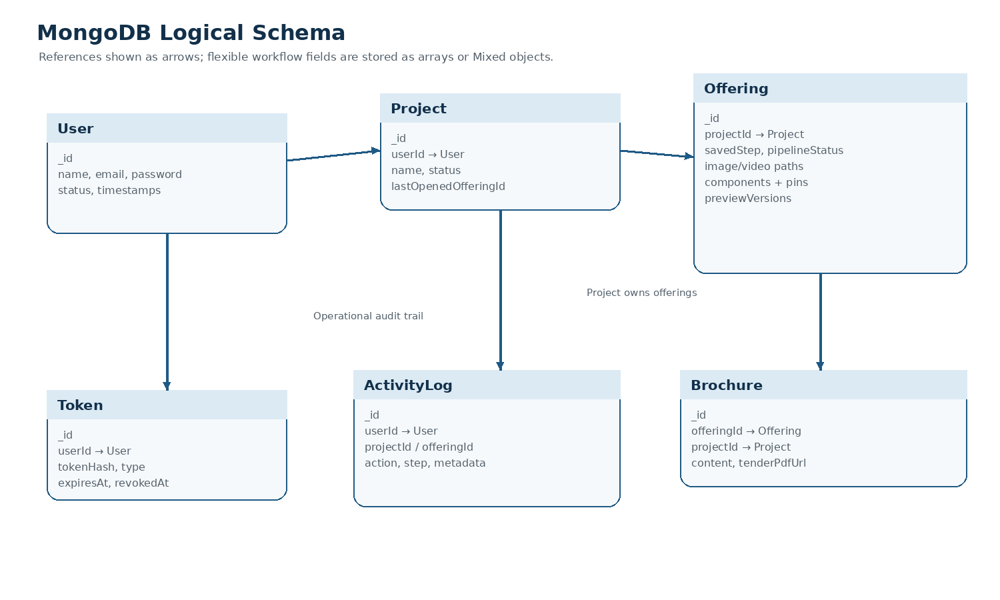 MongoDB Logical Schema
References shown as arrows; flexible workflow fields are stored as arrays or Mixed objects.
User
_id
name, email, password
status, timestamps
Project
_id
userId → User
name, status
lastOpenedOfferingId
Offering
_id
projectId → Project
savedStep, pipelineStatus
image/video paths
components + pins
previewVersions
Project owns offerings
Operational audit trail
Token
_id
userId → User
tokenHash, type
expiresAt, revokedAt
ActivityLog
_id
userId → User
projectId / offeringId
action, step, metadata
Brochure
_id
offeringId → Offering
projectId → Project
content, tenderPdfUrl